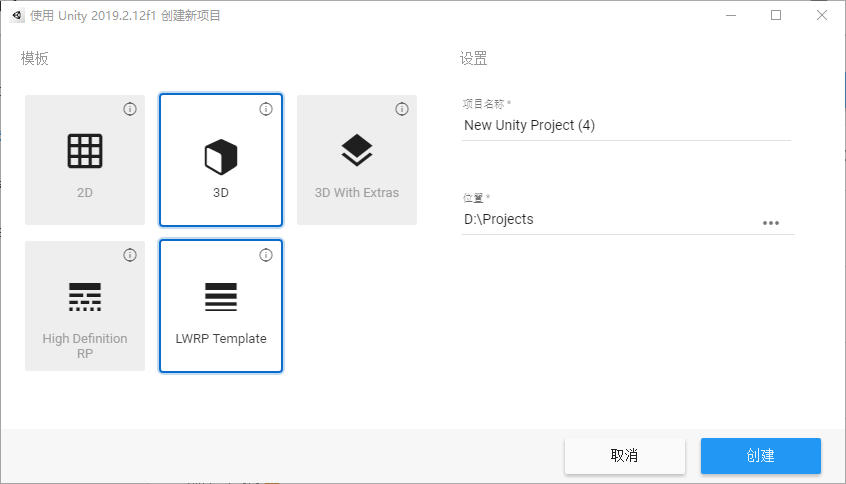 使用 Unity 2019.2.12f1 创建新项目
模板
设置
2D
3D
3D With Extras
High Definition
RP
LWRP Template
项目名称 *
New Unity Project (4)
位置 *
D:\Projects
取消
创建